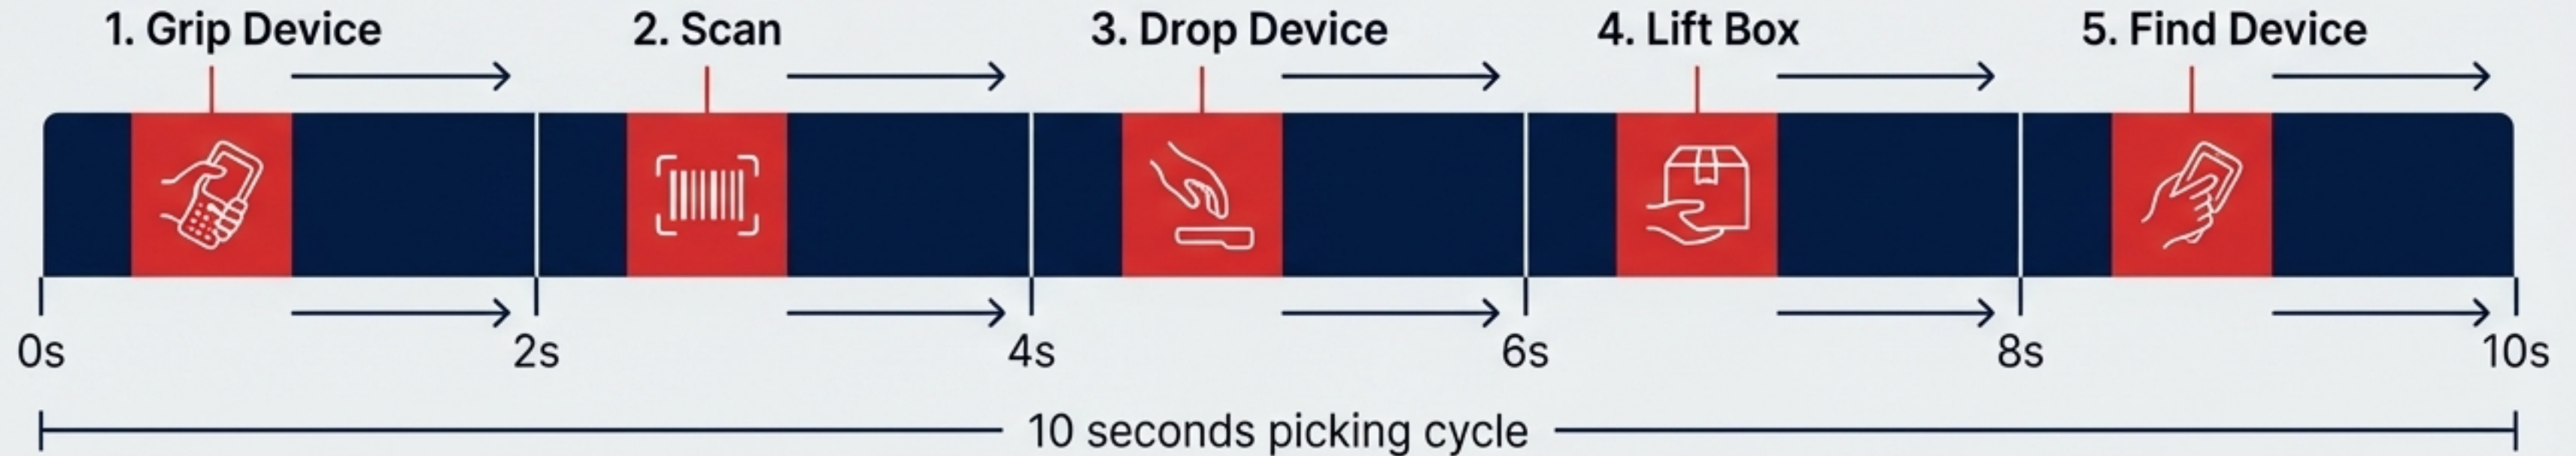 1. Grip Device
2. Scan
3. Drop Device
4. Lift Box
5. Find Device
0s
2s
4s
6s
8s
10s
10 seconds picking cycle